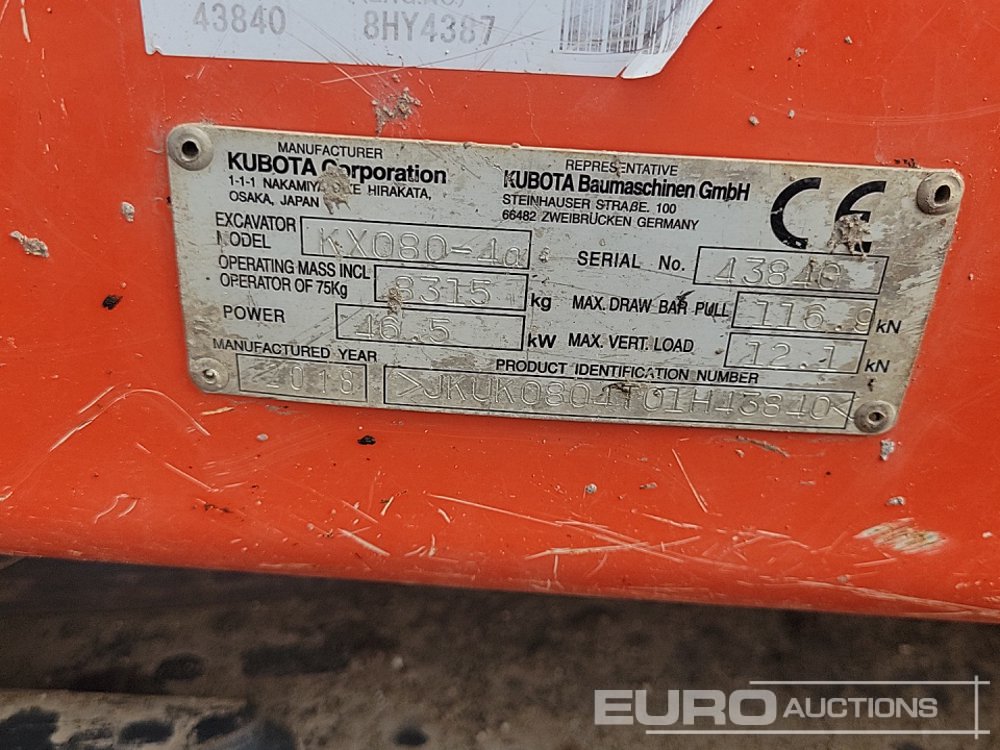 43840 8HY4387
MANUFACTURER
KUBOTA Corporation
1-1-1 HIRAKATA,
OSAKA, JAPAN
REPRESENTATIVE
KUBOTA Baumaschinen GmbH
STEINHAUSER STRAßE. 100
66482 ZWEIBRÜCKEN GERMANY
CE
EXCAVATOR MODEL KX080-4α
SERIAL No. 43840
OPERATING MASS INCL
OPERATOR OF 75Kg 8315 kg
MAX. DRAW BAR PULL 116.9 kN
POWER 46.5 kW
MAX. VERT. LOAD 12.1 kN
MANUFACTURED YEAR
2018
PRODUCT IDENTIFICATION NUMBER
>JKUK0804T01H43840<
EURO AUCTIONS